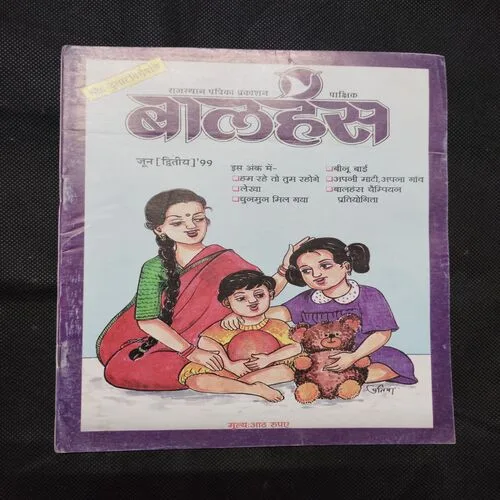 राजस्थान पत्रिका प्रकाशन पाक्षिक
बालहंस
जून [द्वितीय]'99
इस अंक में-
हम रहे तो तुम रहोगे
लेखा
चुनमुन मिल गया
बीनू बाई
अपनी माटी, अपना गांव
बालहंस चैम्पियन
प्रतियोगिता
मूल्य:आठ रुपए